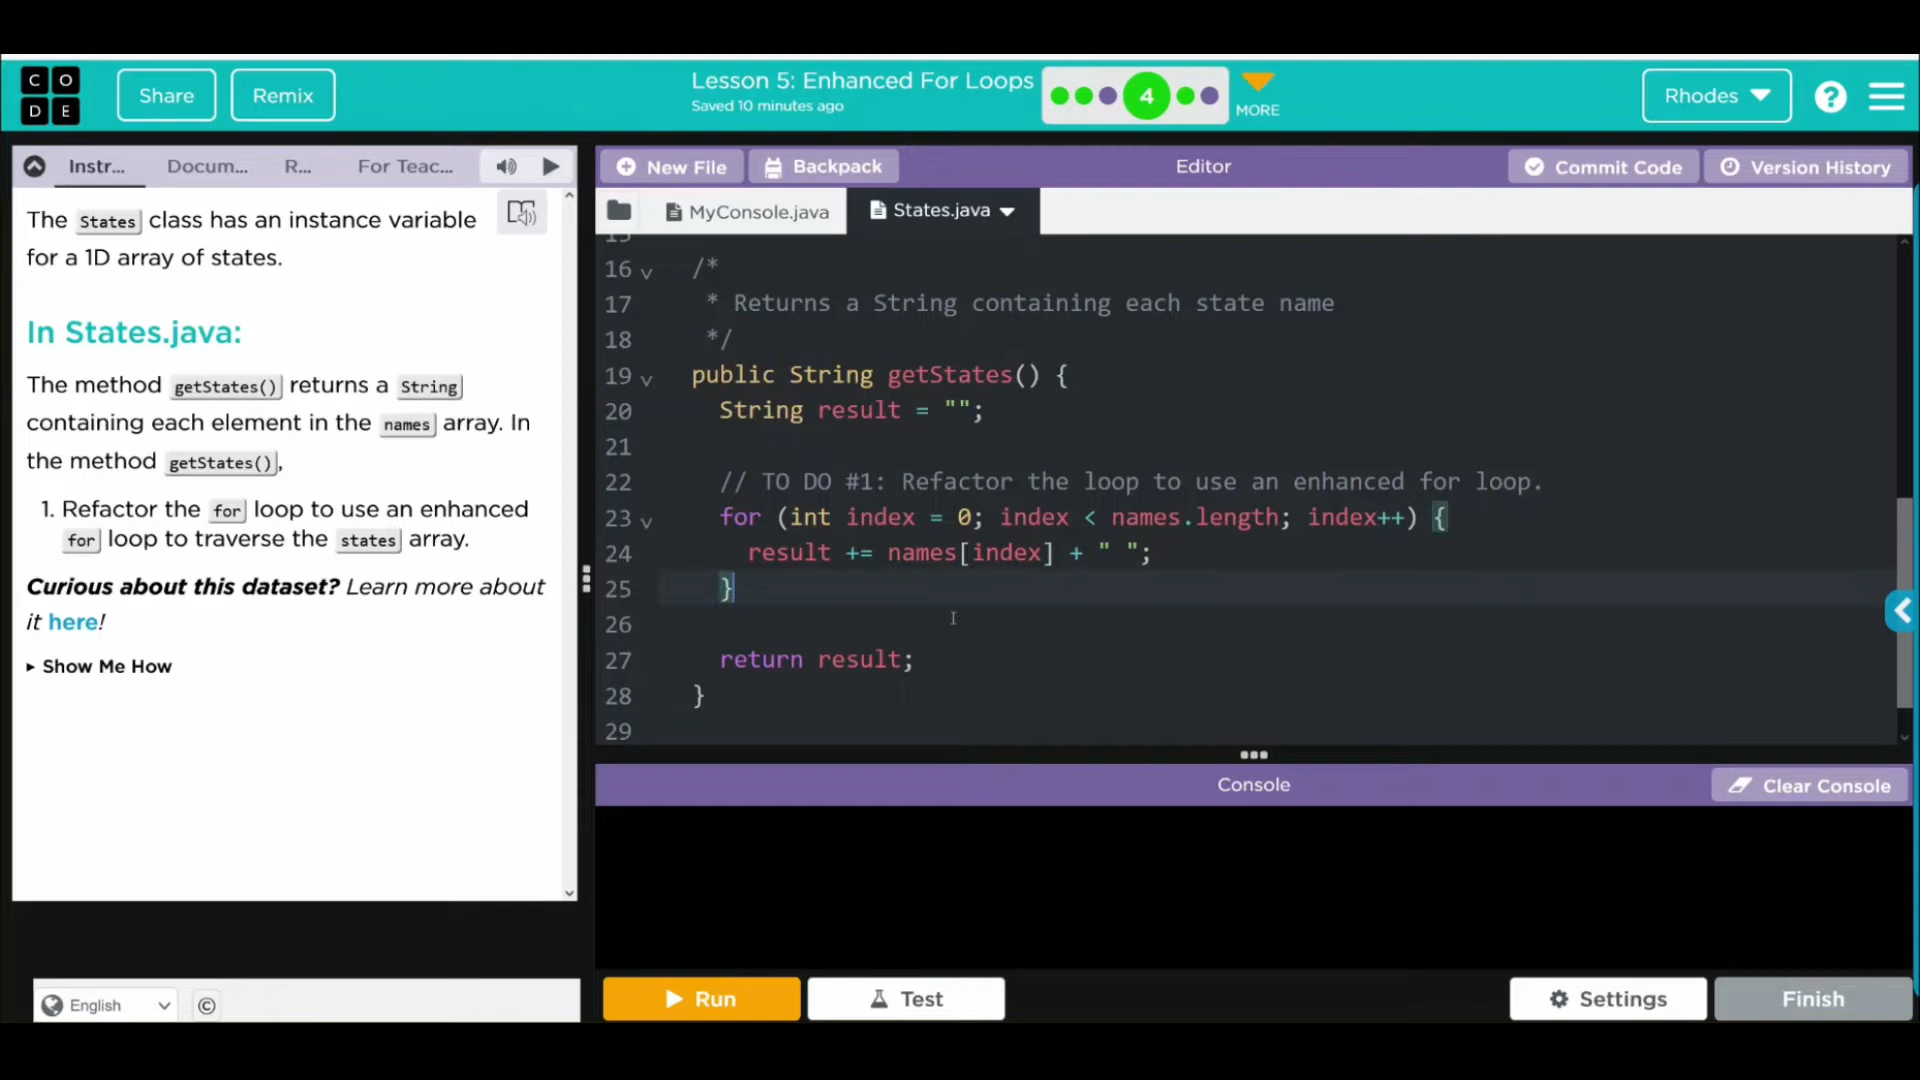 CODE
Share
Remix
Lesson 5: Enhanced For Loops
Saved 10 minutes ago
4
MORE
Rhodes
?
Instr...
Docum...
R...
For Teac...
The States class has an instance variable
for a 1D array of states.
In States.java:
The method getStates() returns a String
containing each element in the names array. In
the method getStates(),
1. Refactor the for loop to use an enhanced
for loop to traverse the states array.
Curious about this dataset? Learn more about
it here!
Show Me How
English
©
New File
Backpack
Editor
Commit Code
Version History
MyConsole.java
States.java
15
16 /*
17 * Returns a String containing each state name
18 */
19 public String getStates() {
20 String result = "";
21
22 // TO DO #1: Refactor the loop to use an enhanced for loop.
23 for (int index = 0; index < names.length; index++) {
24 result += names[index] + " ";
25 }
26
27 return result;
28 }
29
Console
Clear Console
Run
Test
Settings
Finish